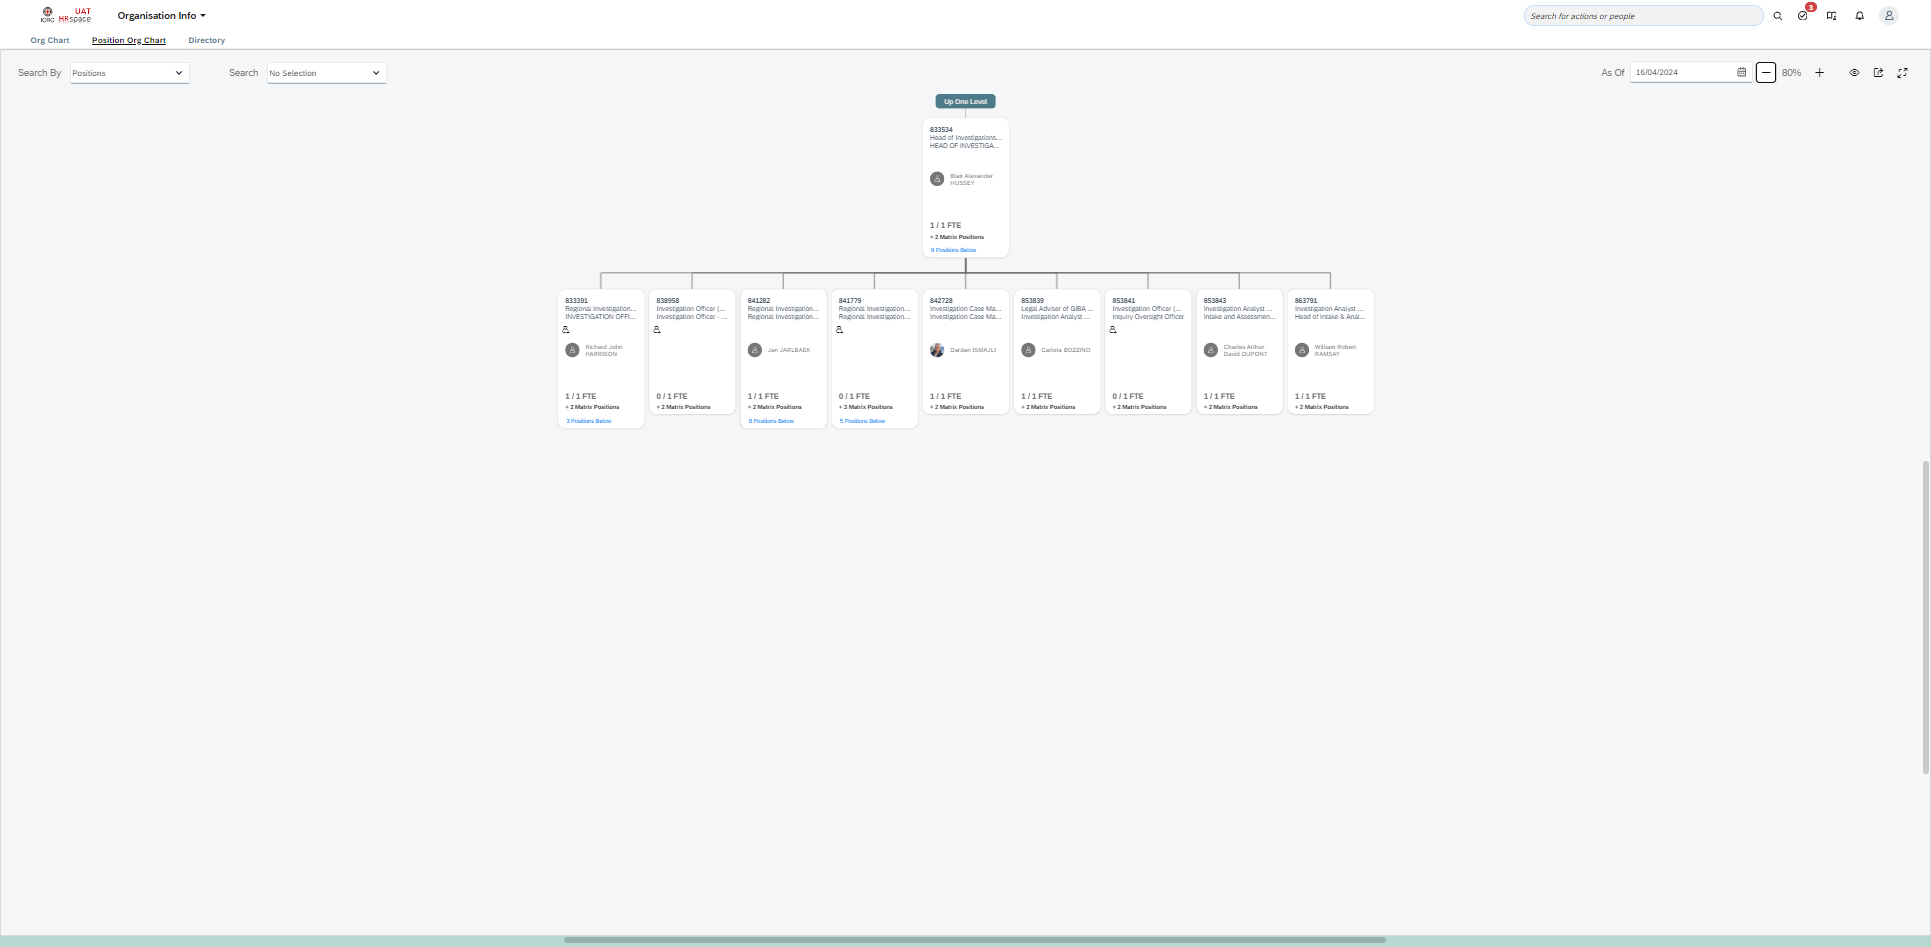 ICRC
UAT
HRspace
Organisation Info
Search for actions or people
3
Org Chart
Position Org Chart
Directory
Search By
Positions
Search
No Selection
As Of
16/04/2024
80%
Up One Level
833534
Head of Investigations...
HEAD OF INVESTIGA...
Blair Alexander
HUSSEY
1 / 1 FTE
+ 2 Matrix Positions
9 Positions Below
833391
Regional Investigation...
INVESTIGATION OFFI...
Richard John
HARRISON
1 / 1 FTE
+ 2 Matrix Positions
3 Positions Below
838958
Investigation Officer (...
Investigation Officer - ...
0 / 1 FTE
+ 2 Matrix Positions
841282
Regional Investigation...
Regional Investigation...
Jan JARLBAEK
1 / 1 FTE
+ 2 Matrix Positions
8 Positions Below
841779
Regional Investigation...
Regional Investigation...
0 / 1 FTE
+ 3 Matrix Positions
5 Positions Below
842728
Investigation Case Ma...
Investigation Case Ma...
Dardan ISMAJLI
1 / 1 FTE
+ 2 Matrix Positions
853839
Legal Adviser of GIBA ...
Investigation Analyst ...
Carlota BOZZINO
1 / 1 FTE
+ 2 Matrix Positions
853841
Investigation Officer (...
Inquiry Oversight Officer
0 / 1 FTE
+ 2 Matrix Positions
853843
Investigation Analyst ...
Intake and Assessmen...
Charles Arthur
David DUPONT
1 / 1 FTE
+ 2 Matrix Positions
863791
Investigation Analyst ...
Head of Intake & Anal...
William Robert
RAMSAY
1 / 1 FTE
+ 2 Matrix Positions